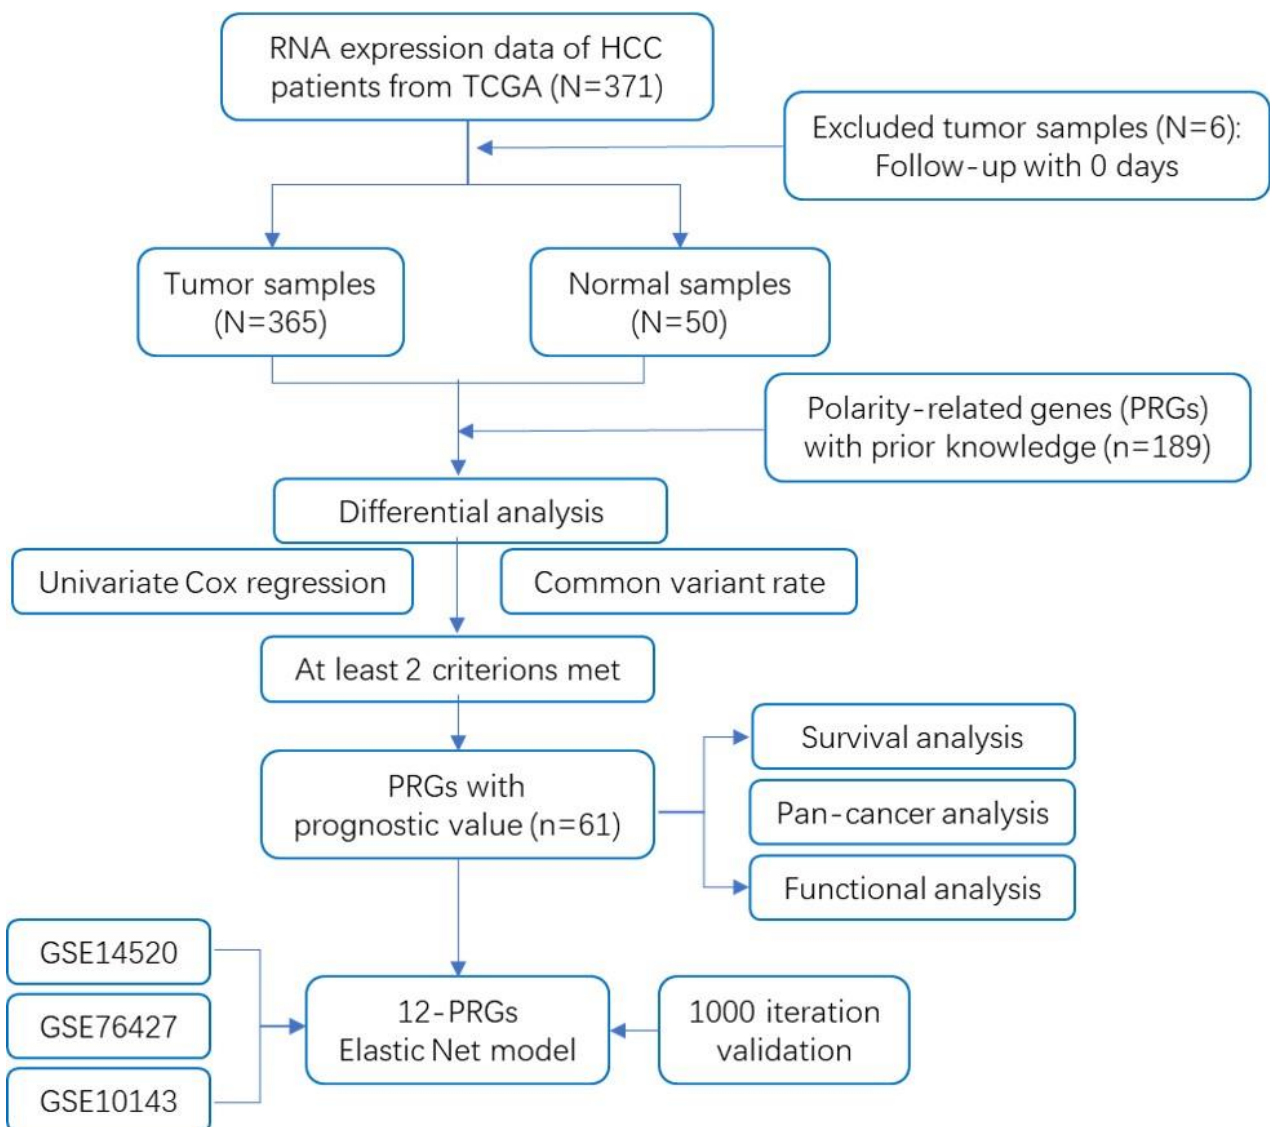 RNA expression data of HCC
patients from TCGA (N=371)
Excluded tumor samples (N=6):
Follow-up with 0 days
Tumor samples
(N=365)
Normal samples
(N=50)
Polarity-related genes (PRGs)
with prior knowledge (n=189)
Differential analysis
Univariate Cox regression
Common variant rate
At least 2 criterions met
PRGs with
prognostic value (n=61)
Survival analysis
Pan-cancer analysis
Functional analysis
GSE14520
GSE76427
GSE10143
12-PRGs
Elastic Net model
1000 iteration
validation